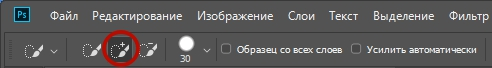 Ps Файл Редактирование Изображение Слои Текст Выделение Фильтр
30 Образец со всех слоев Усилить автоматически